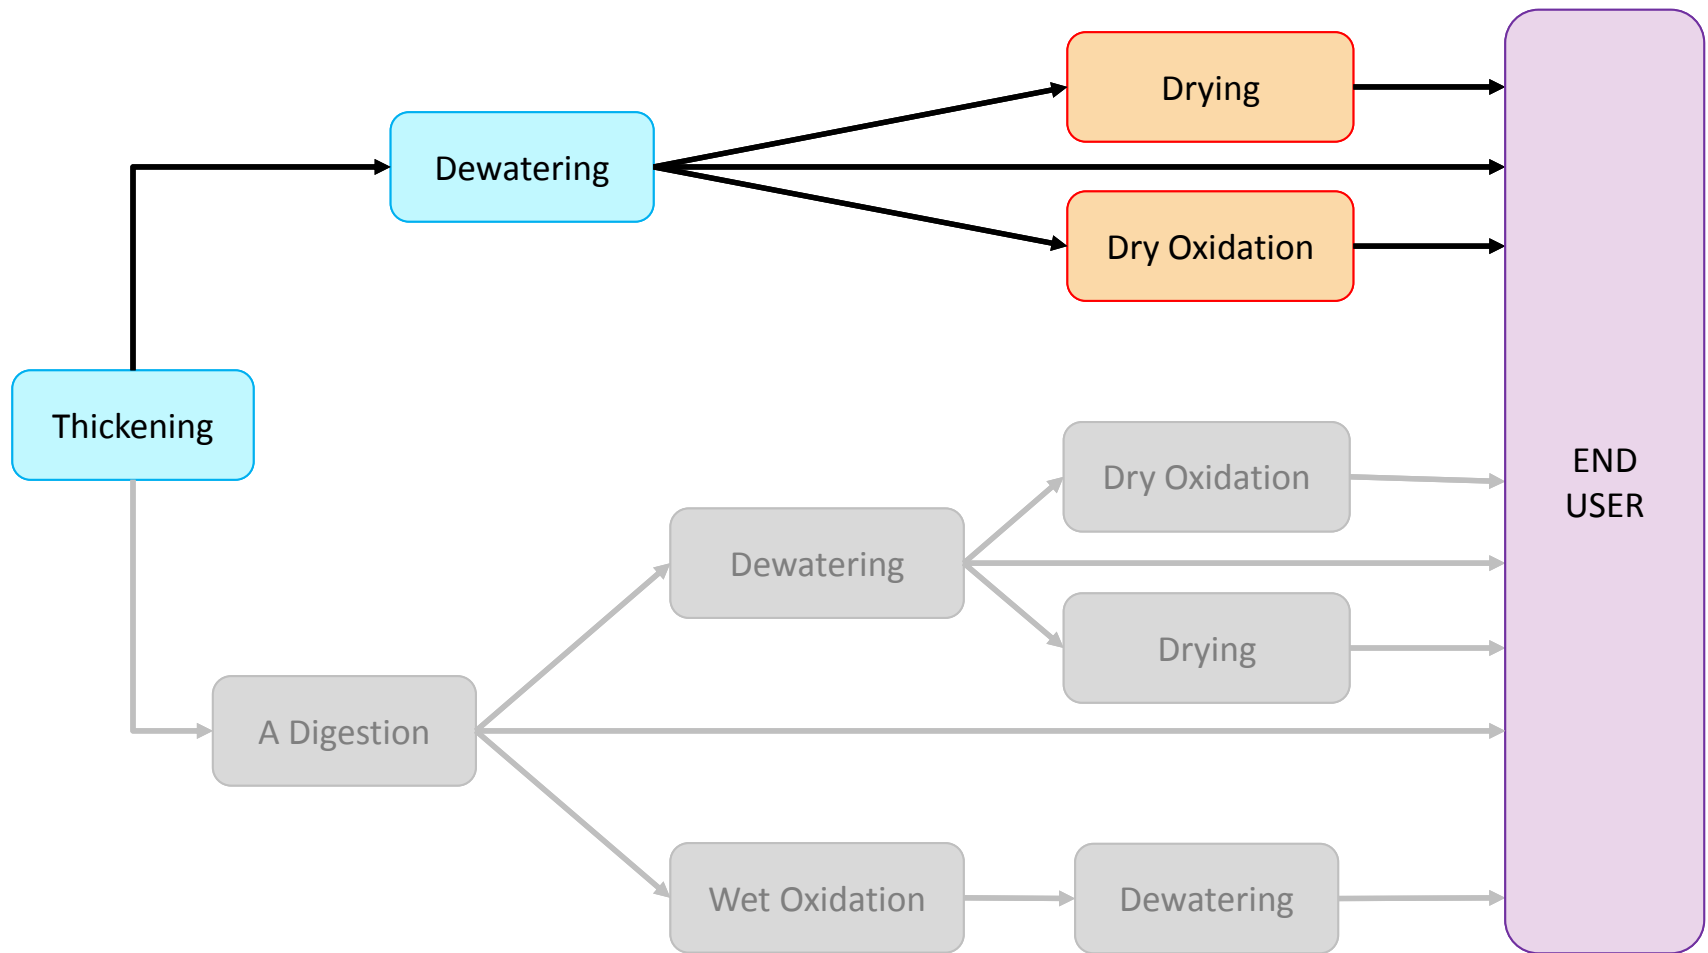 Drying
Dewatering
Dry Oxidation
Thickening
END
USER
Dry Oxidation
Dewatering
Drying
A Digestion
Wet Oxidation
Dewatering